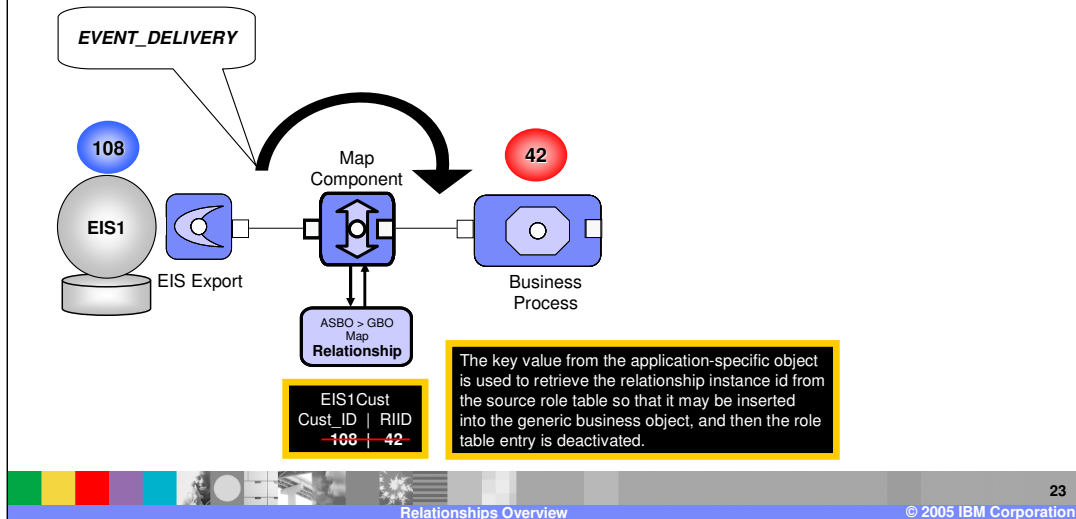 EVENT_DELIVERY
108
42
Map
Component
EIS1
EIS Export
Business
Process
ASBO > GBO
Map
Relationship
EIS1Cust
Cust_ID | RIID
108 | 42
The key value from the application-specific object
is used to retrieve the relationship instance id from
the source role table so that it may be inserted
into the generic business object, and then the role
table entry is deactivated.
23
Relationships Overview
© 2005 IBM Corporation